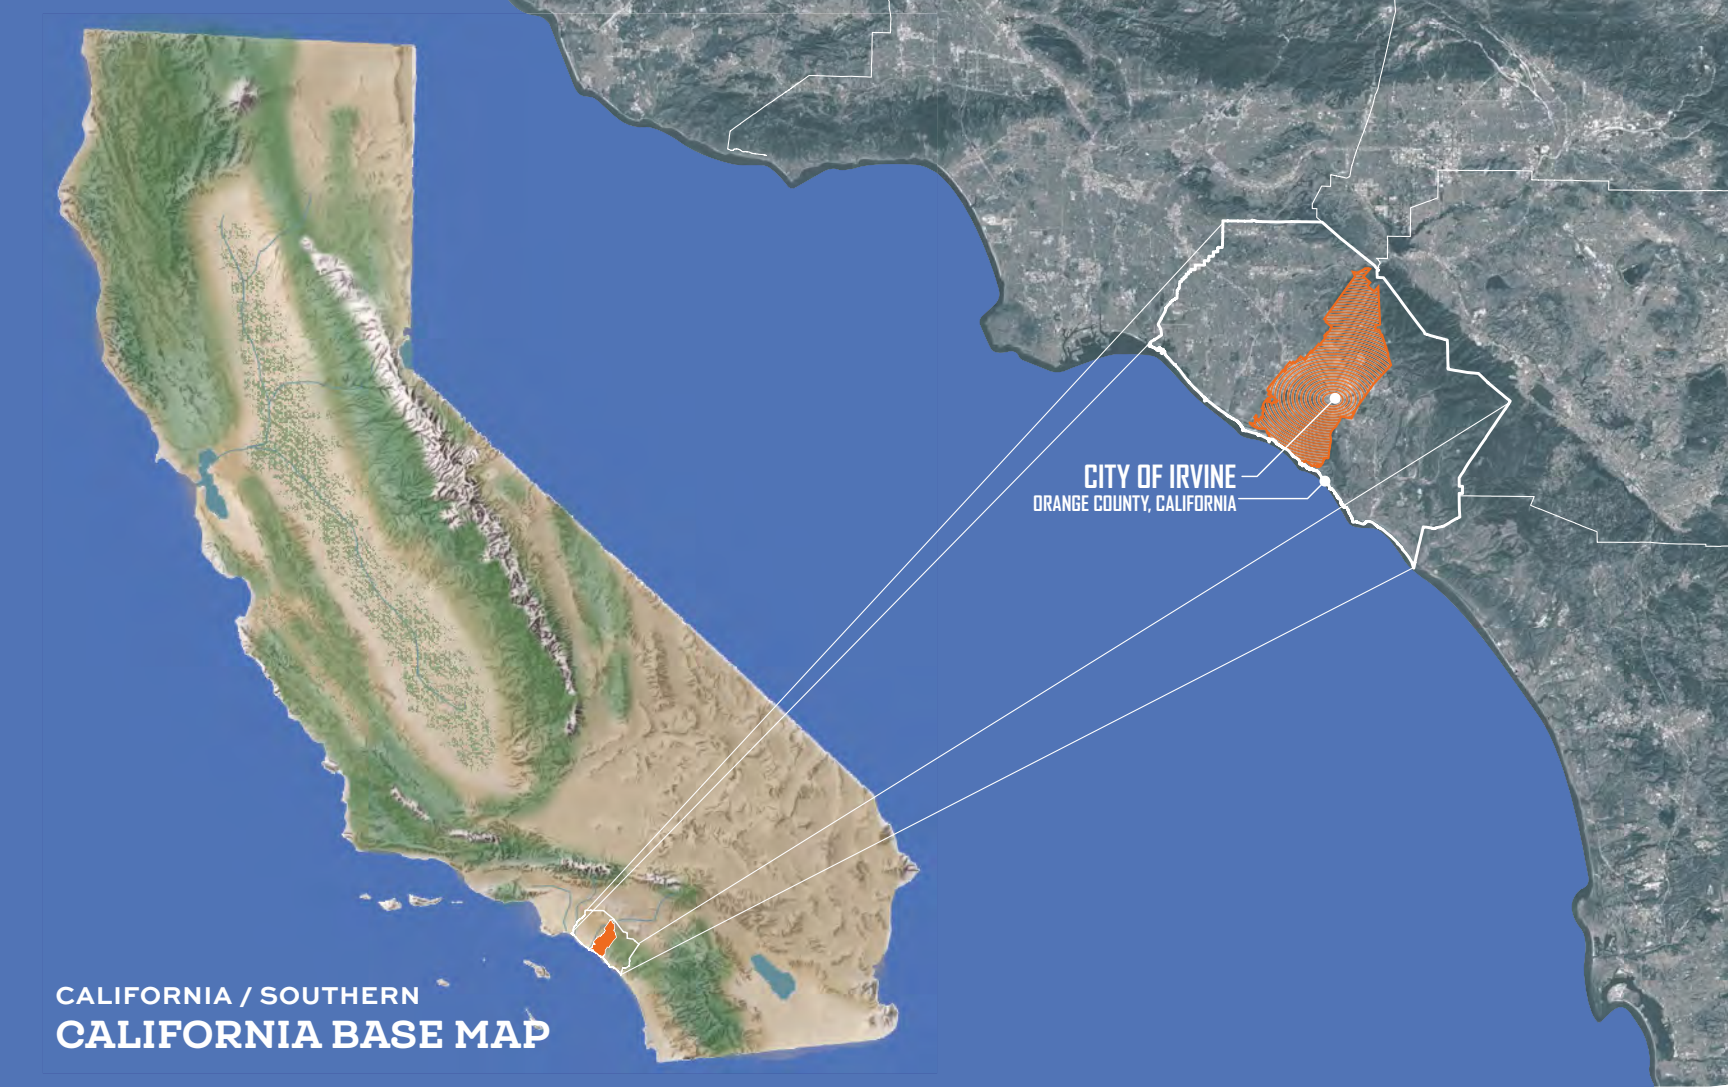 CITY OF IRVINE
ORANGE COUNTY, CALIFORNIA
CALIFORNIA / SOUTHERN
CALIFORNIA BASE MAP